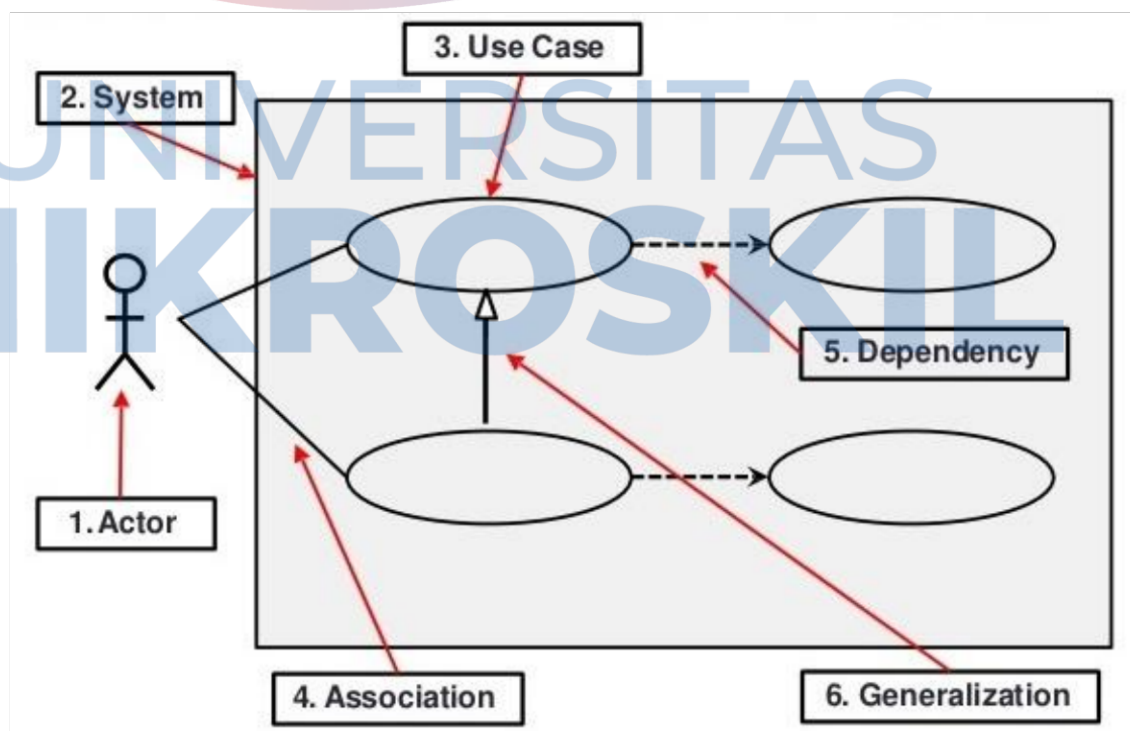 3. Use Case
2. System
UNIVERSITAS
MIKROSKIL
5. Dependency
1. Actor
4. Association
6. Generalization